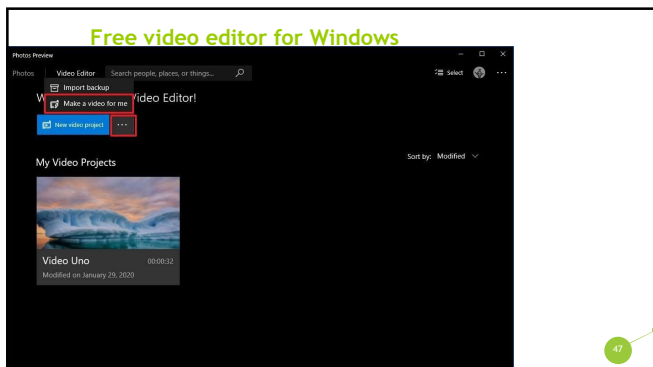 Free video editor for Windows
Photos Preview
Photos Video Editor Search people, places, or things... Select ...
Import backup
W Video Editor!
Make a video for me
New video project ...
My Video Projects Sort by: Modified
Video Uno 00:00:32
Modified on January 29, 2020
47